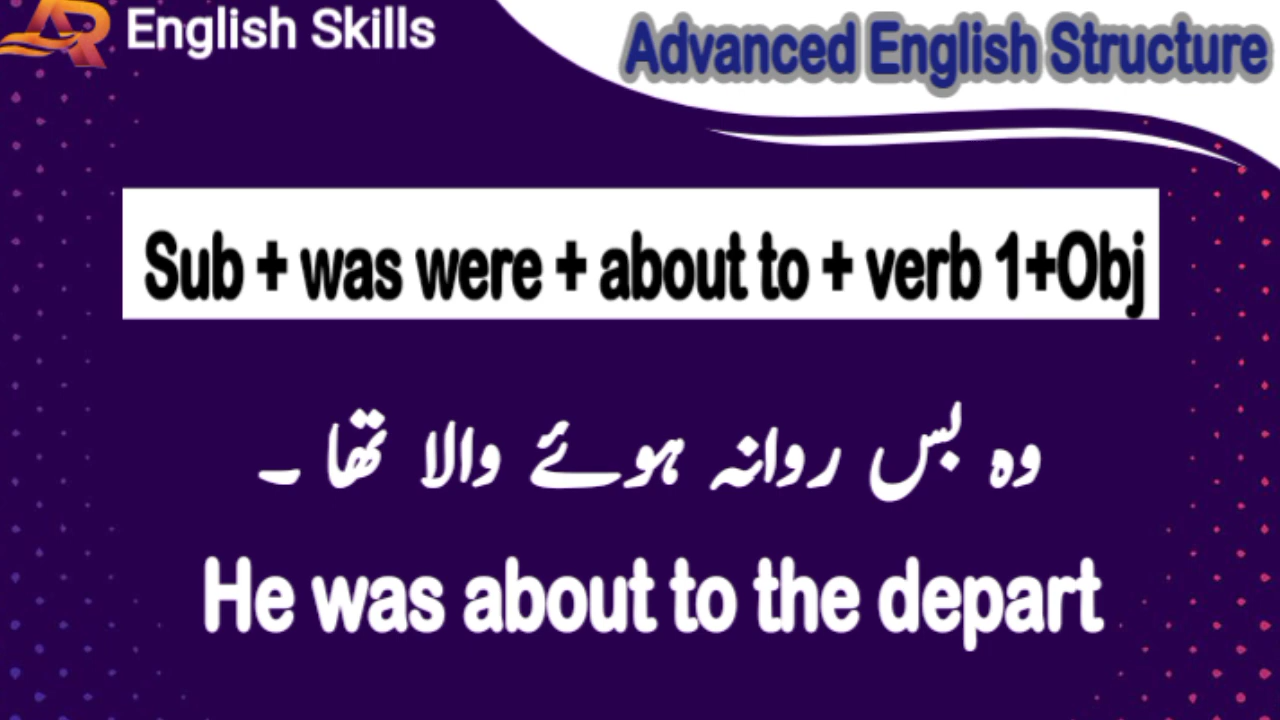 AR English Skills
Advanced English Structure
Sub + was were + about to + verb 1+Obj
وہ بس روانہ ہوئے والا تھا ۔
He was about to the depart